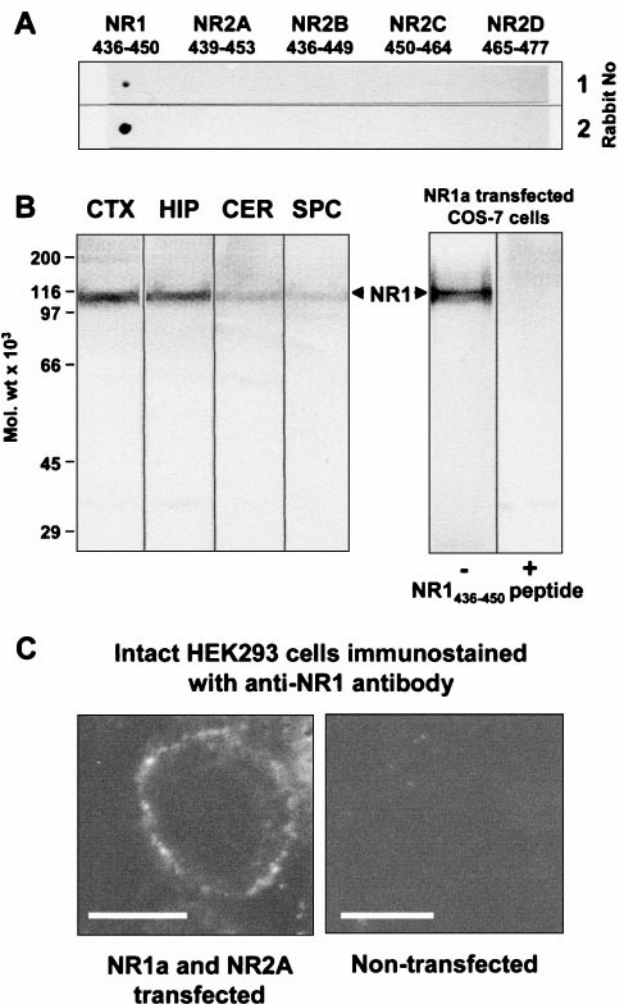 A
NR1 NR2A NR2B NR2C NR2D
436-450 439-453 436-449 450-464 465-477
1
2
Rabbit No
B
CTX HIP CER SPC
NR1a transfected
COS-7 cells
200
116
97
66
45
29
Mol. wt x 10³
NR1
- +
NR1₄₃₆₋₄₅₀ peptide
C
Intact HEK293 cells immunostained
with anti-NR1 antibody
NR1a and NR2A Non-transfected
transfected